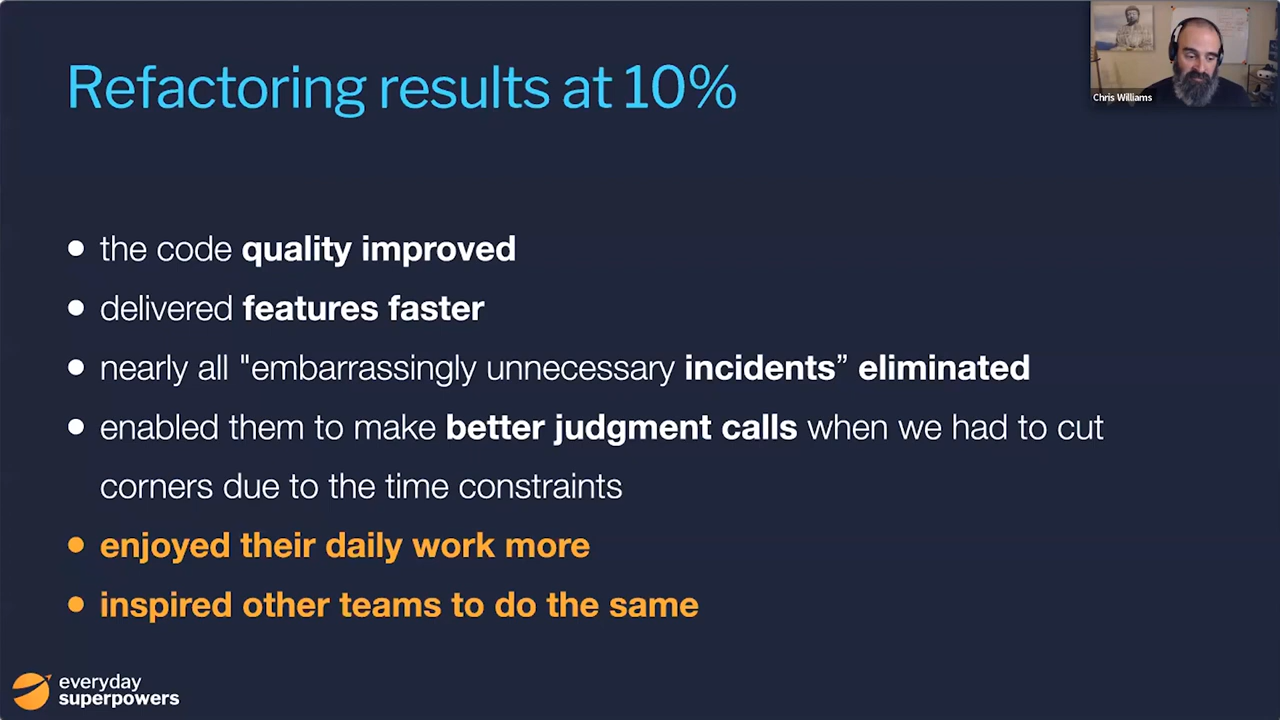 Refactoring results at 10%
Chris Williams
• the code quality improved
• delivered features faster
• nearly all "embarrassingly unnecessary incidents” eliminated
• enabled them to make better judgment calls when we had to cut
corners due to the time constraints
• enjoyed their daily work more
• inspired other teams to do the same
everyday
superpowers